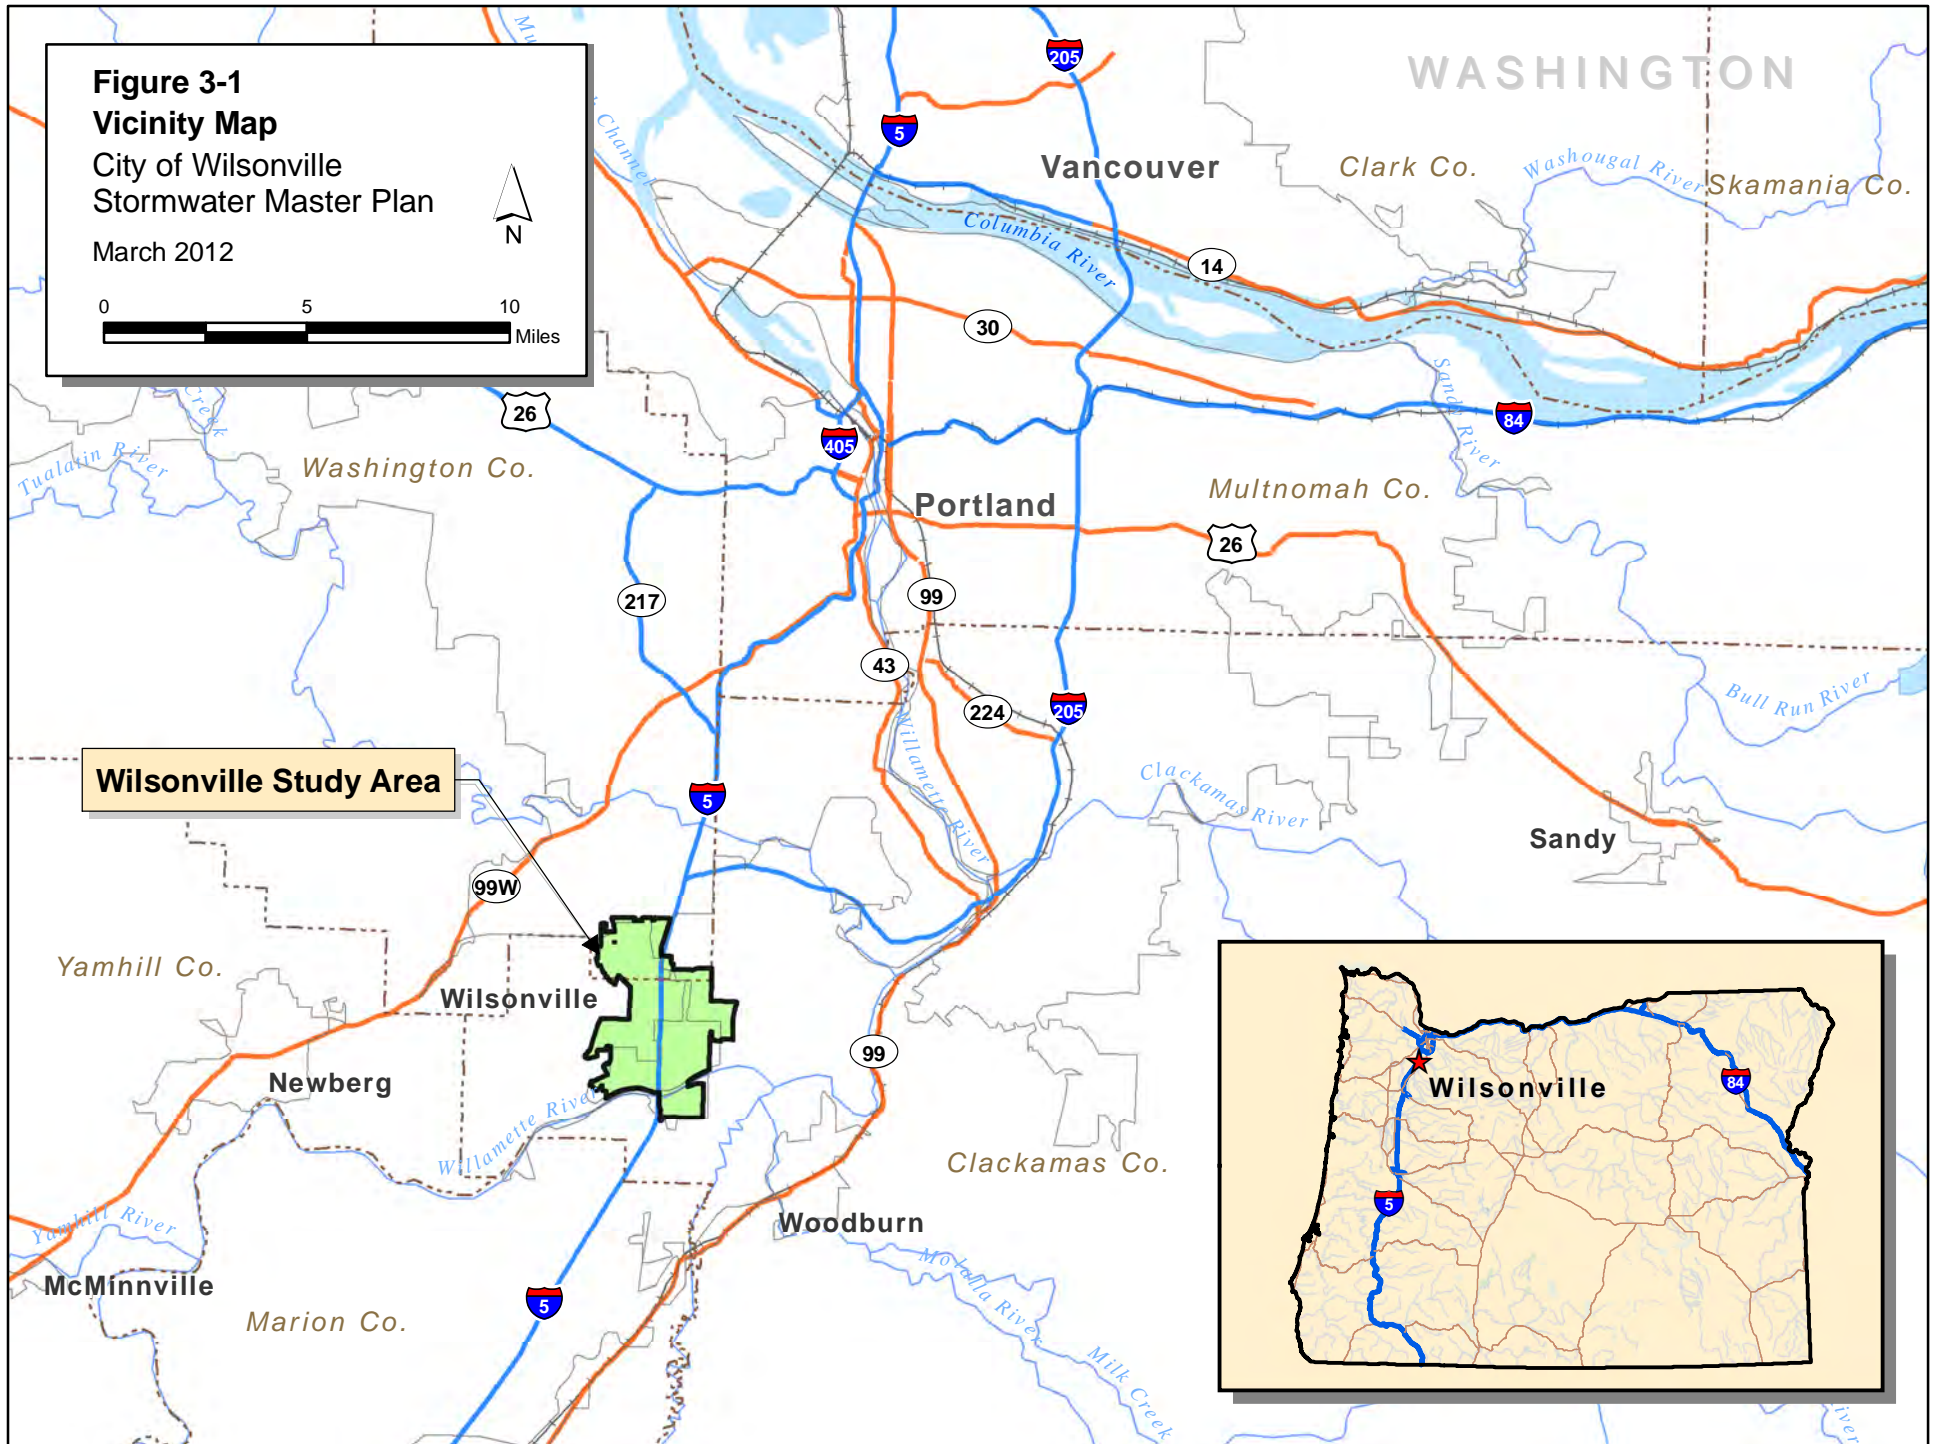 Figure 3-1
Vicinity Map
City of Wilsonville
Stormwater Master Plan
March 2012
N
0 5 10
Miles
WASHINGTON
205
5
Vancouver
Clark Co.
Washougal River
Skamania Co.
Channel
Columbia River
14
30
26
Creek
405
84
Sandy River
Tualatin River
Washington Co.
Portland
Multnomah Co.
26
217
99
43
224
205
Bull Run River
Willamette River
Clackamas River
Wilsonville Study Area
5
Sandy
99W
Yamhill Co.
Wilsonville
99
Newberg
Willamette River
Clackamas Co.
Yamhill River
Woodburn
McMinnville
Molalla River
Marion Co.
5
Milk Creek
Wilsonville
84
5